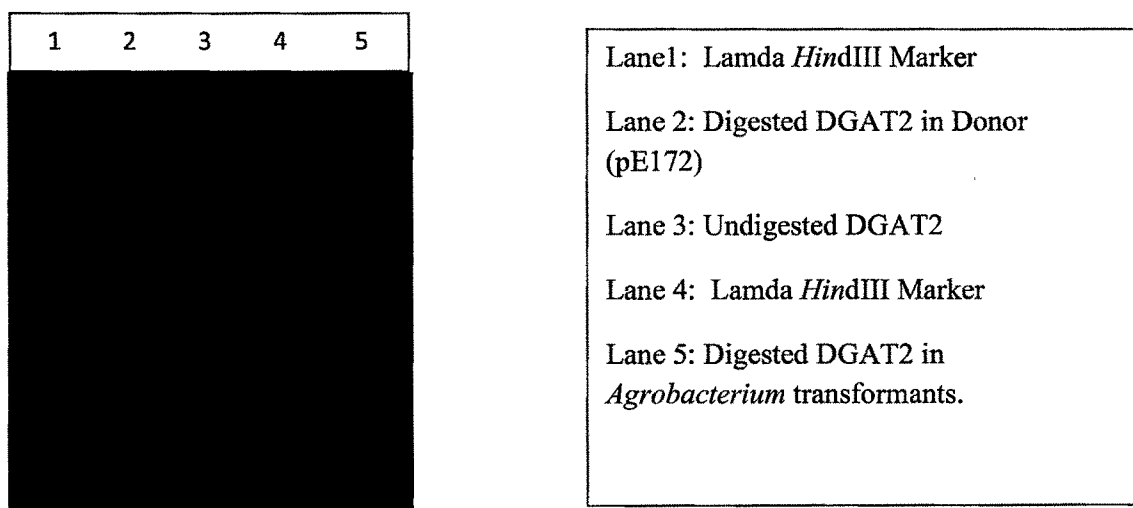 1 2 3 4 5
Lane1: Lamda HindIII Marker
Lane 2: Digested DGAT2 in Donor
(pE172)
Lane 3: Undigested DGAT2
Lane 4: Lamda HindIII Marker
Lane 5: Digested DGAT2 in
Agrobacterium transformants.